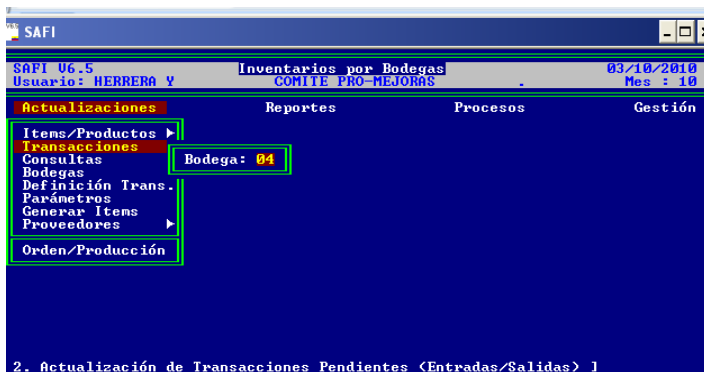 SAFI
SAFI V6.5 Inventarios por Bodegas 03/10/2010
Usuario: HERRERA Y COMITE PRO-MEJORAS . Mes : 10
Actualizaciones Reportes Procesos Gestión
Items/Productos
Transacciones
Consultas Bodega: 04
Bodegas
Definición Trans.
Parámetros
Generar Items
Proveedores
Orden/Producción
2. Actualización de Transacciones Pendientes (Entradas/Salidas) ]